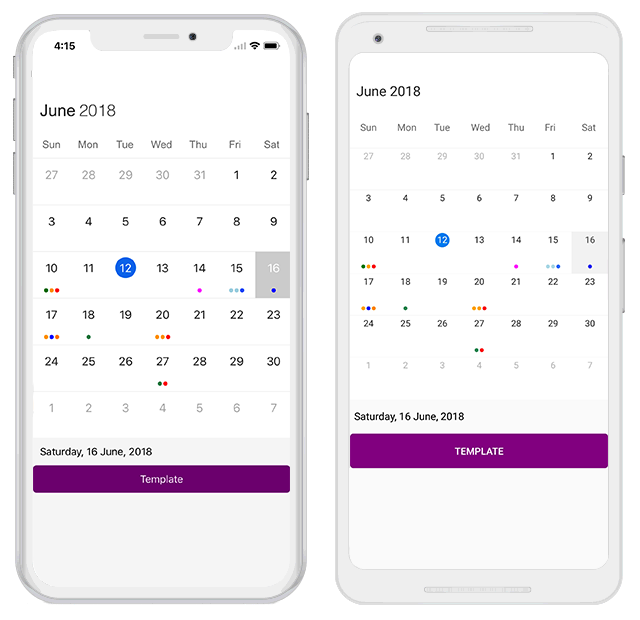 4:15
June 2018
Sun Mon Tue Wed Thu Fri Sat
27 28 29 30 31 1 2
3 4 5 6 7 8 9
10 11 12 13 14 15 16
17 18 19 20 21 22 23
24 25 26 27 28 29 30
1 2 3 4 5 6 7
Saturday, 16 June, 2018
Template
June 2018
Sun Mon Tue Wed Thu Fri Sat
27 28 29 30 31 1 2
3 4 5 6 7 8 9
10 11 12 13 14 15 16
17 18 19 20 21 22 23
24 25 26 27 28 29 30
1 2 3 4 5 6 7
Saturday, 16 June, 2018
TEMPLATE